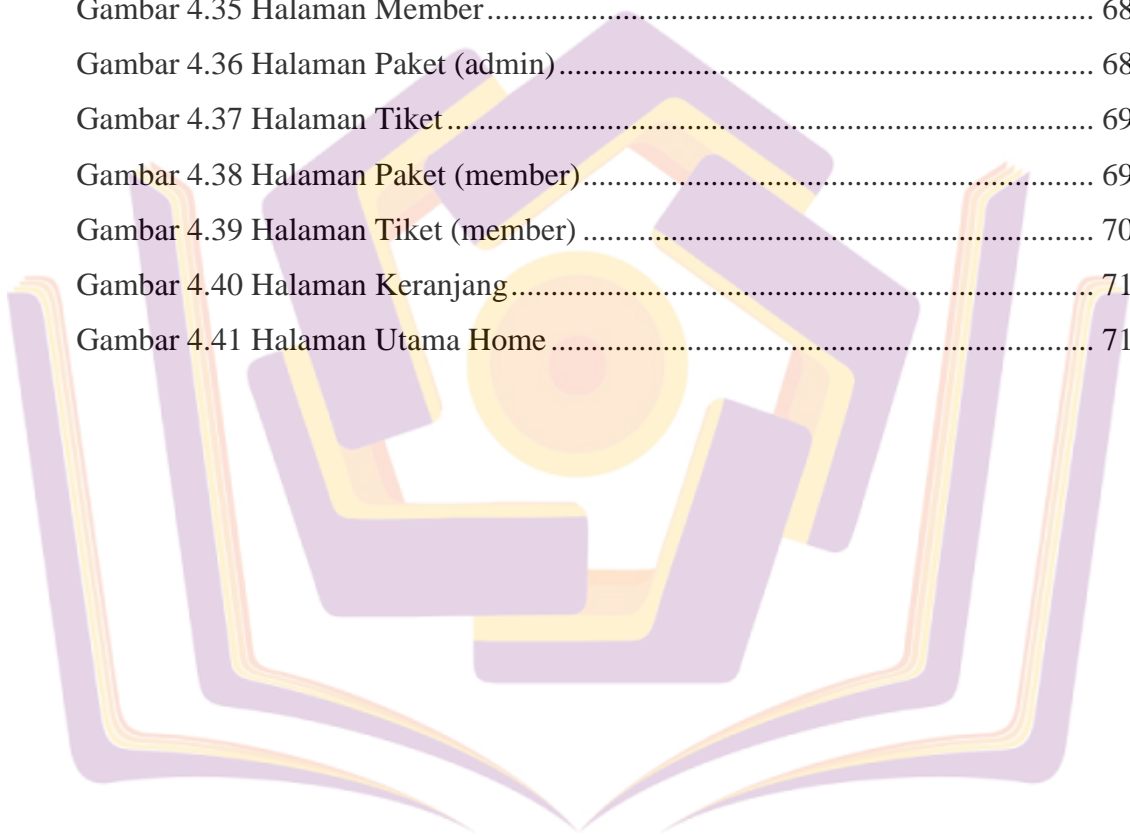 Gambar 4.35 Halaman Member........................................................................... 68
Gambar 4.36 Halaman Paket (admin).................................................................. 68
Gambar 4.37 Halaman Tiket................................................................................ 69
Gambar 4.38 Halaman Paket (member)............................................................... 69
Gambar 4.39 Halaman Tiket (member) ............................................................... 70
Gambar 4.40 Halaman Keranjang........................................................................ 71
Gambar 4.41 Halaman Utama Home ................................................................... 71